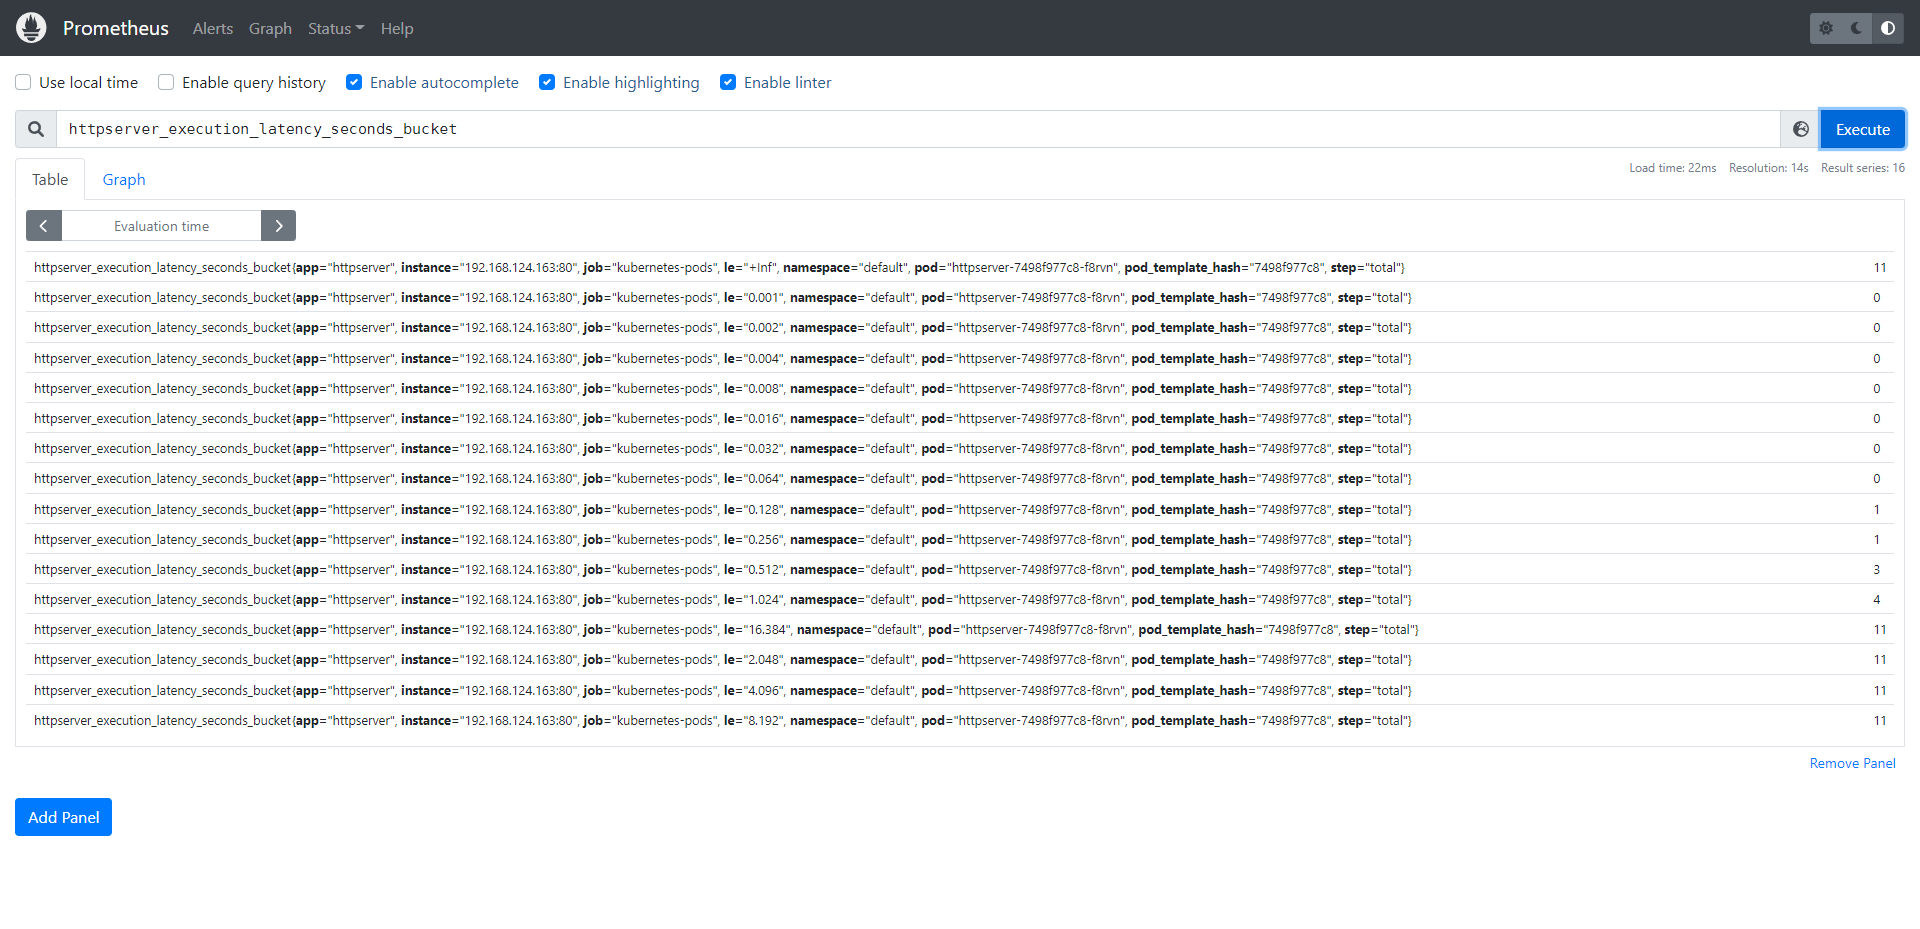 Prometheus Alerts Graph Status Help
Use local time Enable query history Enable autocomplete Enable highlighting Enable linter
httpserver_execution_latency_seconds_bucket Execute
Table Graph Load time: 22ms Resolution: 14s Result series: 16
Evaluation time
httpserver_execution_latency_seconds_bucket{app="httpserver", instance="192.168.124.163:80", job="kubernetes-pods", le="+Inf", namespace="default", pod="httpserver-7498f977c8-f8rvn", pod_template_hash="7498f977c8", step="total"} 11
httpserver_execution_latency_seconds_bucket{app="httpserver", instance="192.168.124.163:80", job="kubernetes-pods", le="0.001", namespace="default", pod="httpserver-7498f977c8-f8rvn", pod_template_hash="7498f977c8", step="total"} 0
httpserver_execution_latency_seconds_bucket{app="httpserver", instance="192.168.124.163:80", job="kubernetes-pods", le="0.002", namespace="default", pod="httpserver-7498f977c8-f8rvn", pod_template_hash="7498f977c8", step="total"} 0
httpserver_execution_latency_seconds_bucket{app="httpserver", instance="192.168.124.163:80", job="kubernetes-pods", le="0.004", namespace="default", pod="httpserver-7498f977c8-f8rvn", pod_template_hash="7498f977c8", step="total"} 0
httpserver_execution_latency_seconds_bucket{app="httpserver", instance="192.168.124.163:80", job="kubernetes-pods", le="0.008", namespace="default", pod="httpserver-7498f977c8-f8rvn", pod_template_hash="7498f977c8", step="total"} 0
httpserver_execution_latency_seconds_bucket{app="httpserver", instance="192.168.124.163:80", job="kubernetes-pods", le="0.016", namespace="default", pod="httpserver-7498f977c8-f8rvn", pod_template_hash="7498f977c8", step="total"} 0
httpserver_execution_latency_seconds_bucket{app="httpserver", instance="192.168.124.163:80", job="kubernetes-pods", le="0.032", namespace="default", pod="httpserver-7498f977c8-f8rvn", pod_template_hash="7498f977c8", step="total"} 0
httpserver_execution_latency_seconds_bucket{app="httpserver", instance="192.168.124.163:80", job="kubernetes-pods", le="0.064", namespace="default", pod="httpserver-7498f977c8-f8rvn", pod_template_hash="7498f977c8", step="total"} 0
httpserver_execution_latency_seconds_bucket{app="httpserver", instance="192.168.124.163:80", job="kubernetes-pods", le="0.128", namespace="default", pod="httpserver-7498f977c8-f8rvn", pod_template_hash="7498f977c8", step="total"} 1
httpserver_execution_latency_seconds_bucket{app="httpserver", instance="192.168.124.163:80", job="kubernetes-pods", le="0.256", namespace="default", pod="httpserver-7498f977c8-f8rvn", pod_template_hash="7498f977c8", step="total"} 1
httpserver_execution_latency_seconds_bucket{app="httpserver", instance="192.168.124.163:80", job="kubernetes-pods", le="0.512", namespace="default", pod="httpserver-7498f977c8-f8rvn", pod_template_hash="7498f977c8", step="total"} 3
httpserver_execution_latency_seconds_bucket{app="httpserver", instance="192.168.124.163:80", job="kubernetes-pods", le="1.024", namespace="default", pod="httpserver-7498f977c8-f8rvn", pod_template_hash="7498f977c8", step="total"} 4
httpserver_execution_latency_seconds_bucket{app="httpserver", instance="192.168.124.163:80", job="kubernetes-pods", le="16.384", namespace="default", pod="httpserver-7498f977c8-f8rvn", pod_template_hash="7498f977c8", step="total"} 11
httpserver_execution_latency_seconds_bucket{app="httpserver", instance="192.168.124.163:80", job="kubernetes-pods", le="2.048", namespace="default", pod="httpserver-7498f977c8-f8rvn", pod_template_hash="7498f977c8", step="total"} 11
httpserver_execution_latency_seconds_bucket{app="httpserver", instance="192.168.124.163:80", job="kubernetes-pods", le="4.096", namespace="default", pod="httpserver-7498f977c8-f8rvn", pod_template_hash="7498f977c8", step="total"} 11
httpserver_execution_latency_seconds_bucket{app="httpserver", instance="192.168.124.163:80", job="kubernetes-pods", le="8.192", namespace="default", pod="httpserver-7498f977c8-f8rvn", pod_template_hash="7498f977c8", step="total"} 11
Remove Panel
Add Panel